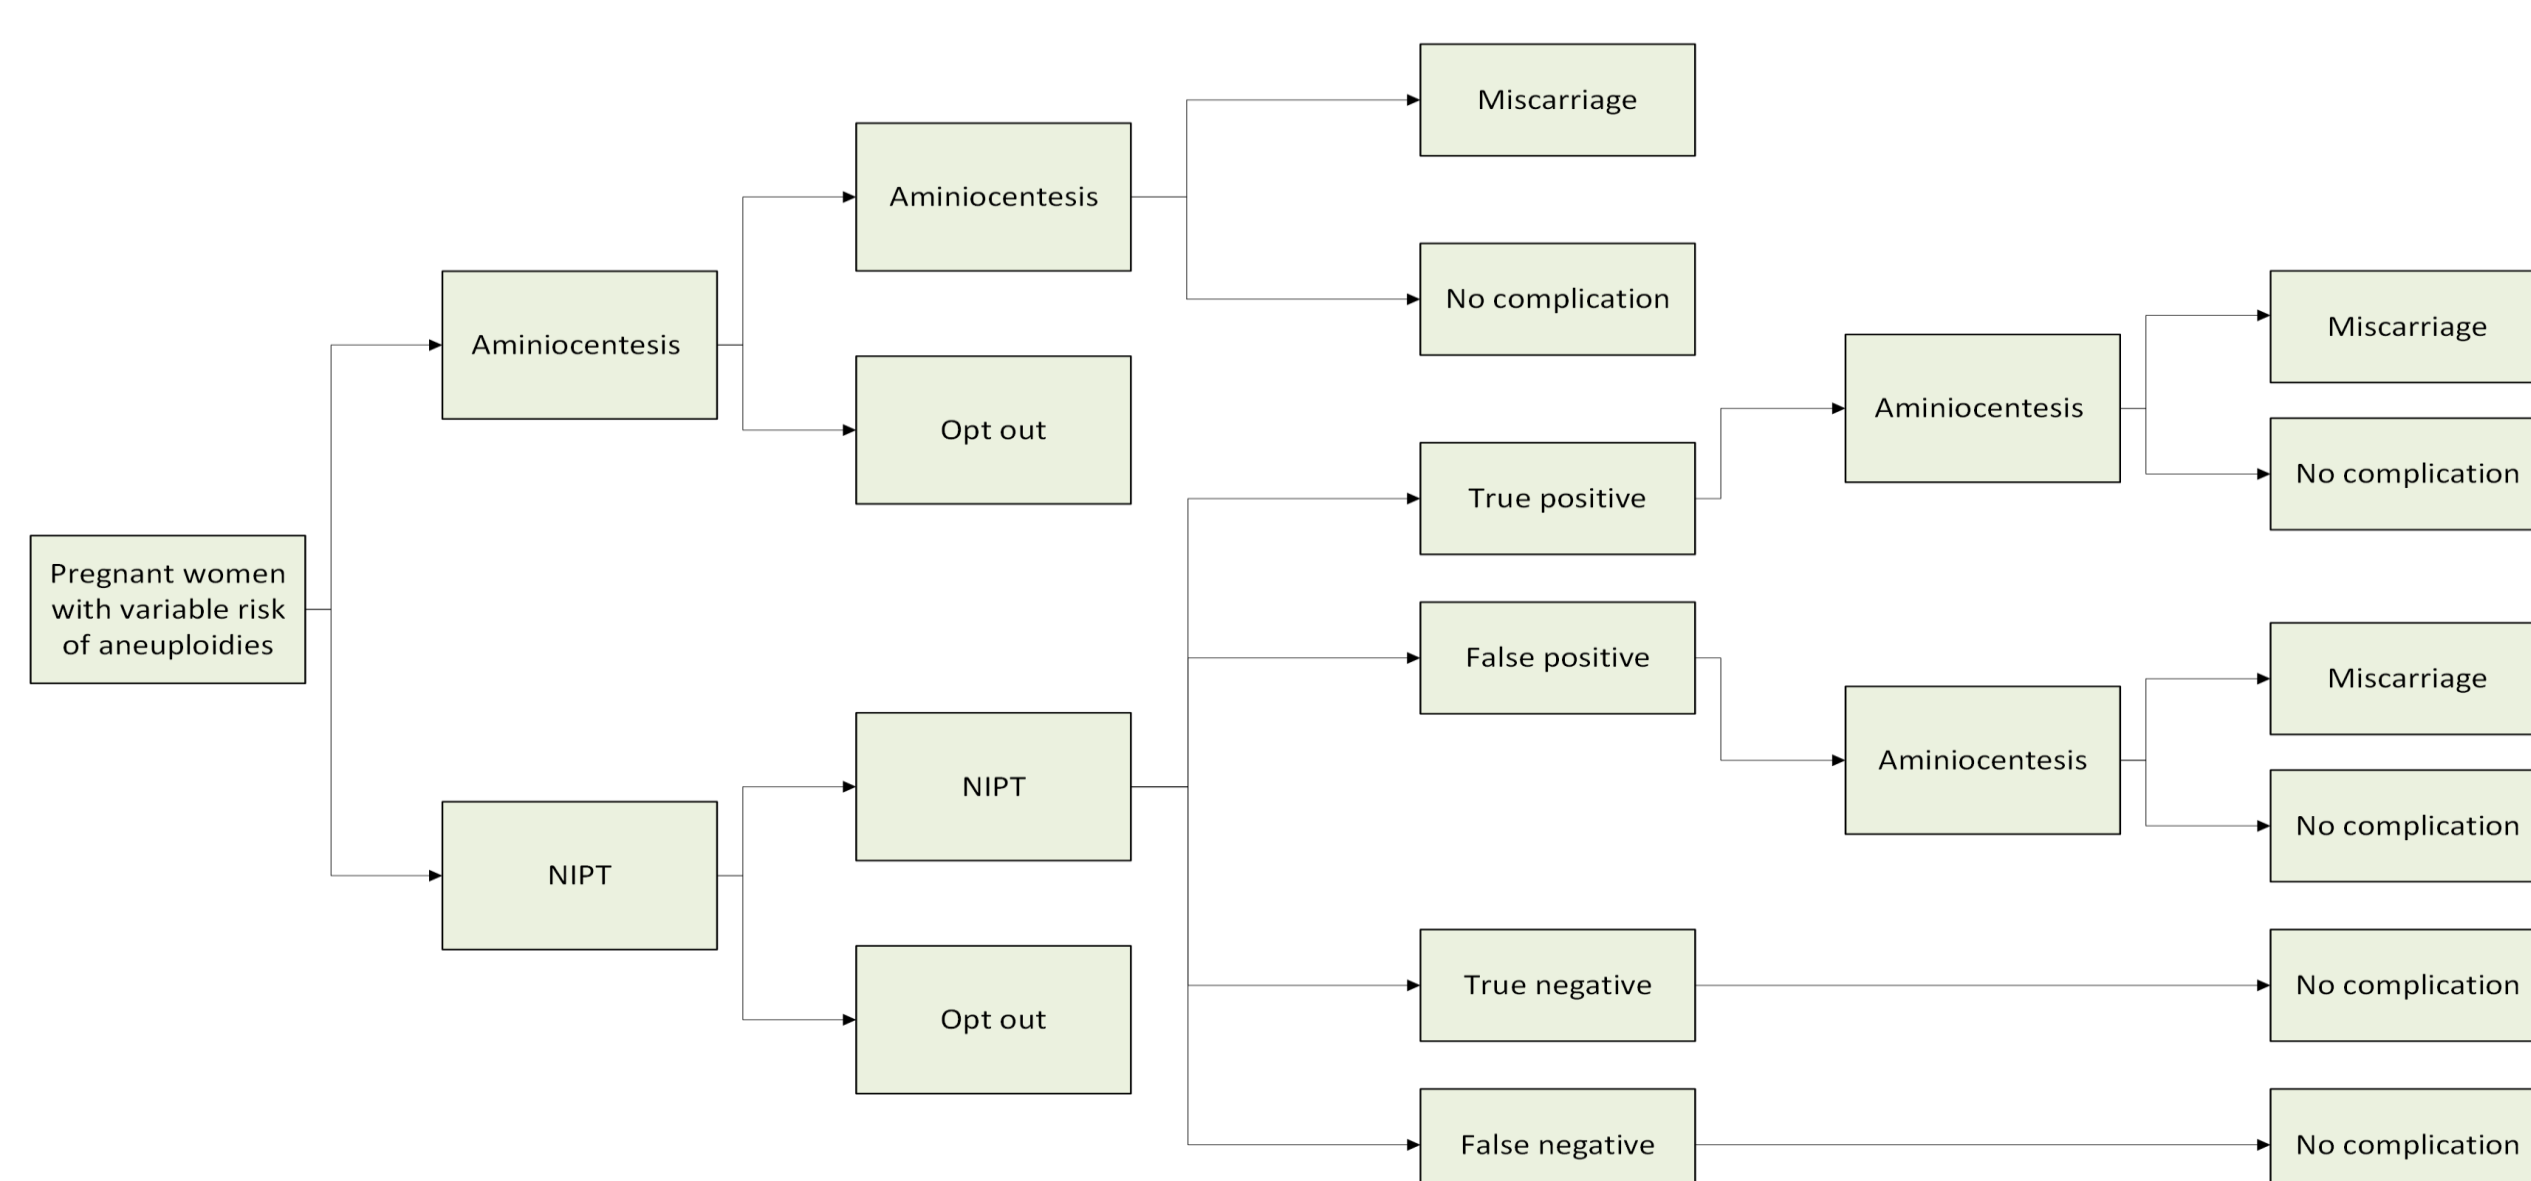 Miscarriage
Aminiocentesis
No complication
Aminiocentesis
Miscarriage
Aminiocentesis
Opt out
No complication
True positive
Pregnant women
with variable risk
of aneuploidies
False positive
Miscarriage
Aminiocentesis
NIPT
No complication
NIPT
True negative
No complication
Opt out
False negative
No complication